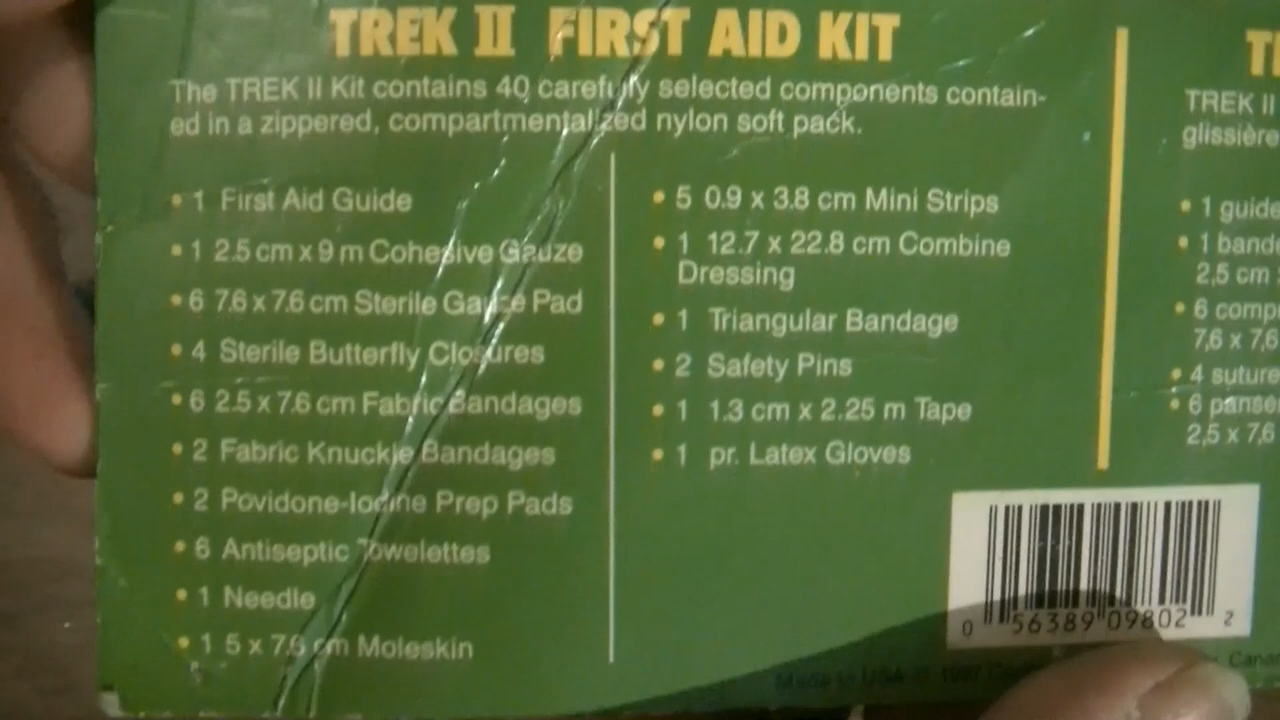 TREK II FIRST AID KIT
The TREK II Kit contains 40 carefully selected components contain-
ed in a zippered, compartmentalized nylon soft pack.
• 1 First Aid Guide
• 1 2.5 cm x 9 m Cohesive Gauze
• 6 7.6 x 7.6 cm Sterile Gauze Pad
• 4 Sterile Butterfly Closures
• 6 2.5 x 7.6 cm Fabric Bandages
• 2 Fabric Knuckle Bandages
• 2 Povidone-Iodine Prep Pads
• 6 Antiseptic Towelettes
• 1 Needle
• 1 5 x 7.6 cm Moleskin
• 5 0.9 x 3.8 cm Mini Strips
• 1 12.7 x 22.8 cm Combine
Dressing
• 1 Triangular Bandage
• 2 Safety Pins
• 1 1.3 cm x 2.25 m Tape
• 1 pr. Latex Gloves
TREK II
glissière
• 1 guide
• 1 band
2,5 cm
• 6 comp
7,6 x 7,6
• 4 suture
• 6 panse
2,5 x 7,6
0 56389 09802 2
Made in USA ©